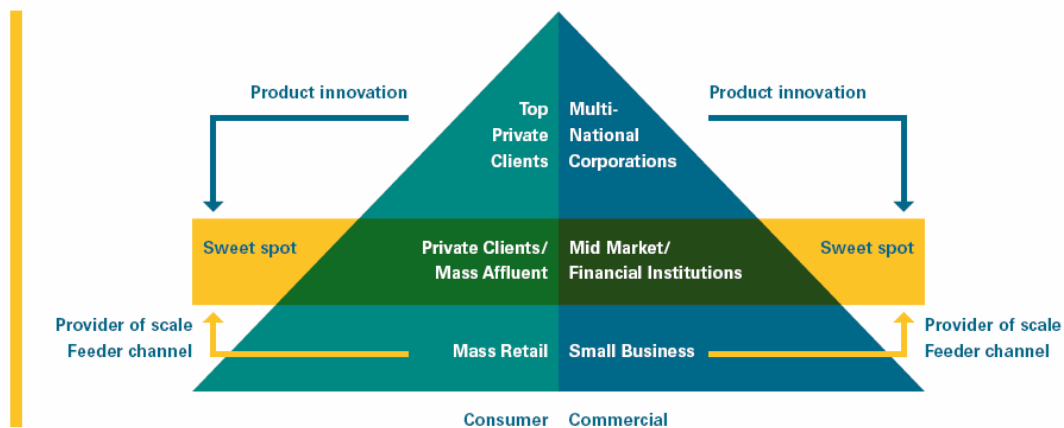 Product innovation
Product innovation
Top
Private
Clients
Multi-
National
Corporations
Sweet spot
Private Clients/
Mass Affluent
Mid Market/
Financial Institutions
Sweet spot
Provider of scale
Feeder channel
Mass Retail
Small Business
Provider of scale
Feeder channel
Consumer
Commercial